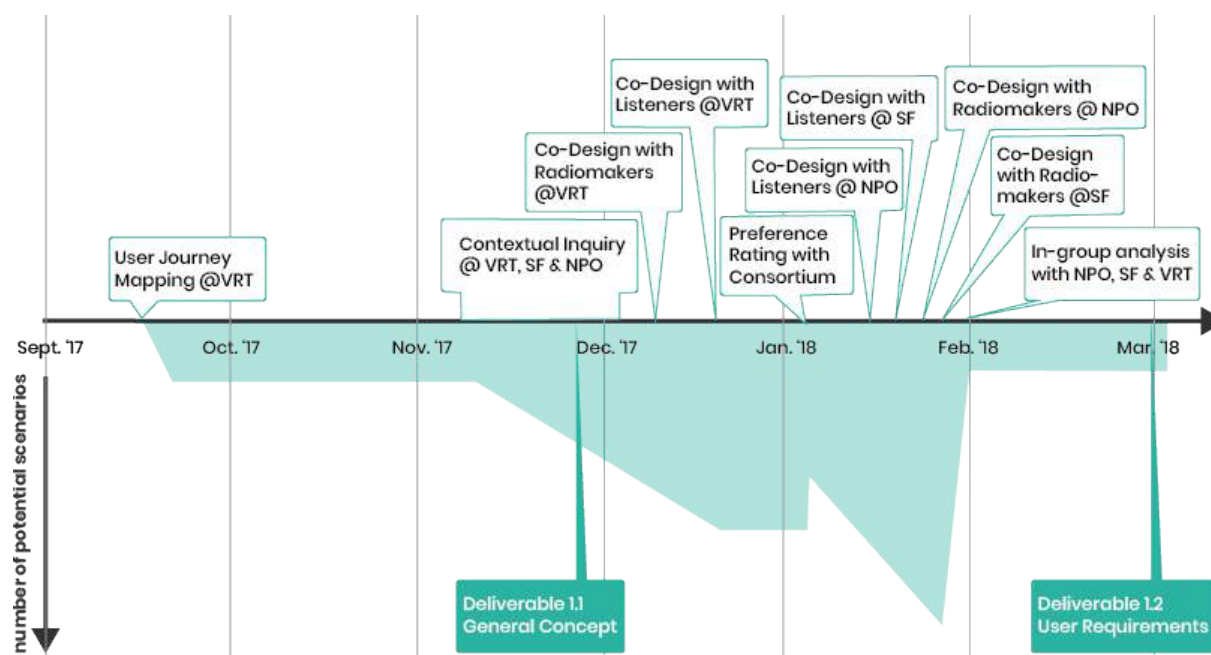 Co-Design with
Listeners @VRT
Co-Design with
Listeners @ SF
Co-Design with
Radiomakers @ NPO
Co-Design with
Radiomakers
@VRT
Co-Design with
Listeners @ NPO
Co-Design
with Radio-
makers @SF
User Journey
Mapping @VRT
Contextual Inquiry
@ VRT, SF & NPO
Preference
Rating with
Consortium
In-group analysis
with NPO, SF & VRT
Sept. '17
Oct. '17
Nov. '17
Dec. '17
Jan. '18
Feb. '18
Mar. '18
number of potential scenarios
Deliverable 1.1
General Concept
Deliverable 1.2
User Requirements